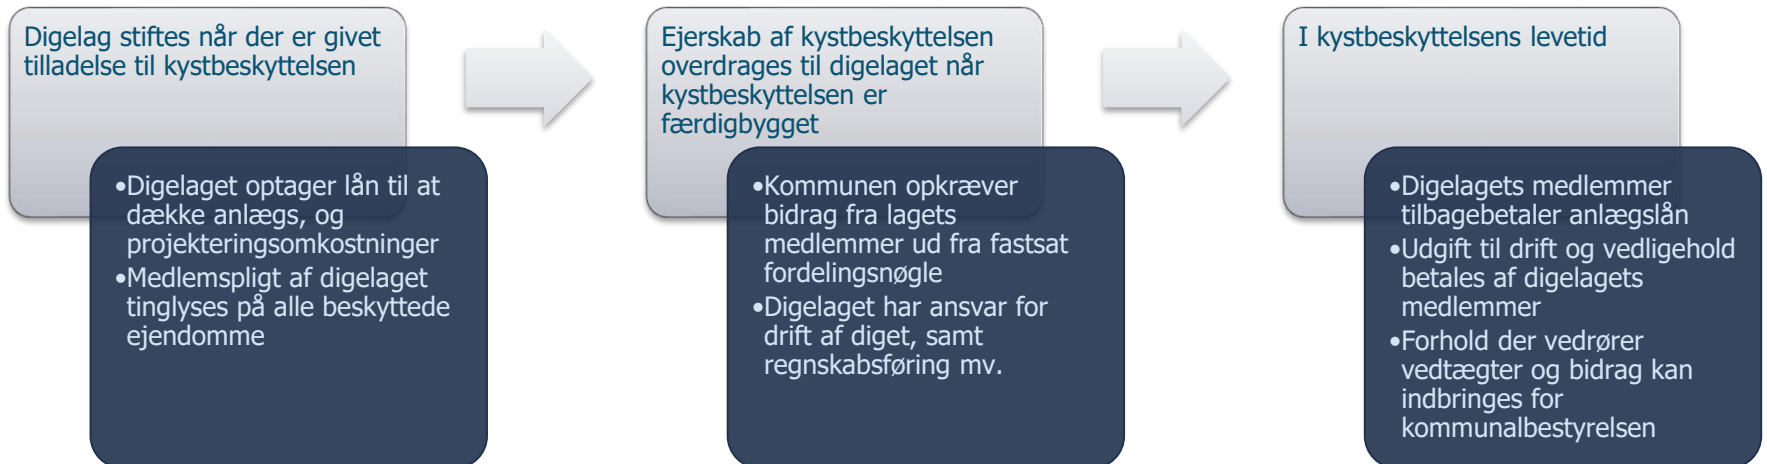 Digelag stiftes når der er givet
tilladelse til kystbeskyttelsen
•Digelaget optager lån til at
dække anlægs, og
projekteringsomkostninger
•Medlemspligt af digelaget
tinglyses på alle beskyttede
ejendomme
Ejerskab af kystbeskyttelsen
overdrages til digelaget når
kystbeskyttelsen er
færdigbygget
•Kommunen opkræver
bidrag fra lagets
medlemmer ud fra fastsat
fordelingsnøgle
•Digelaget har ansvar for
drift af diget, samt
regnskabsføring mv.
I kystbeskyttelsens levetid
•Digelagets medlemmer
tilbagebetaler anlægslån
•Udgift til drift og vedligehold
betales af digelagets
medlemmer
•Forhold der vedrører
vedtægter og bidrag kan
indbringes for
kommunalbestyrelsen